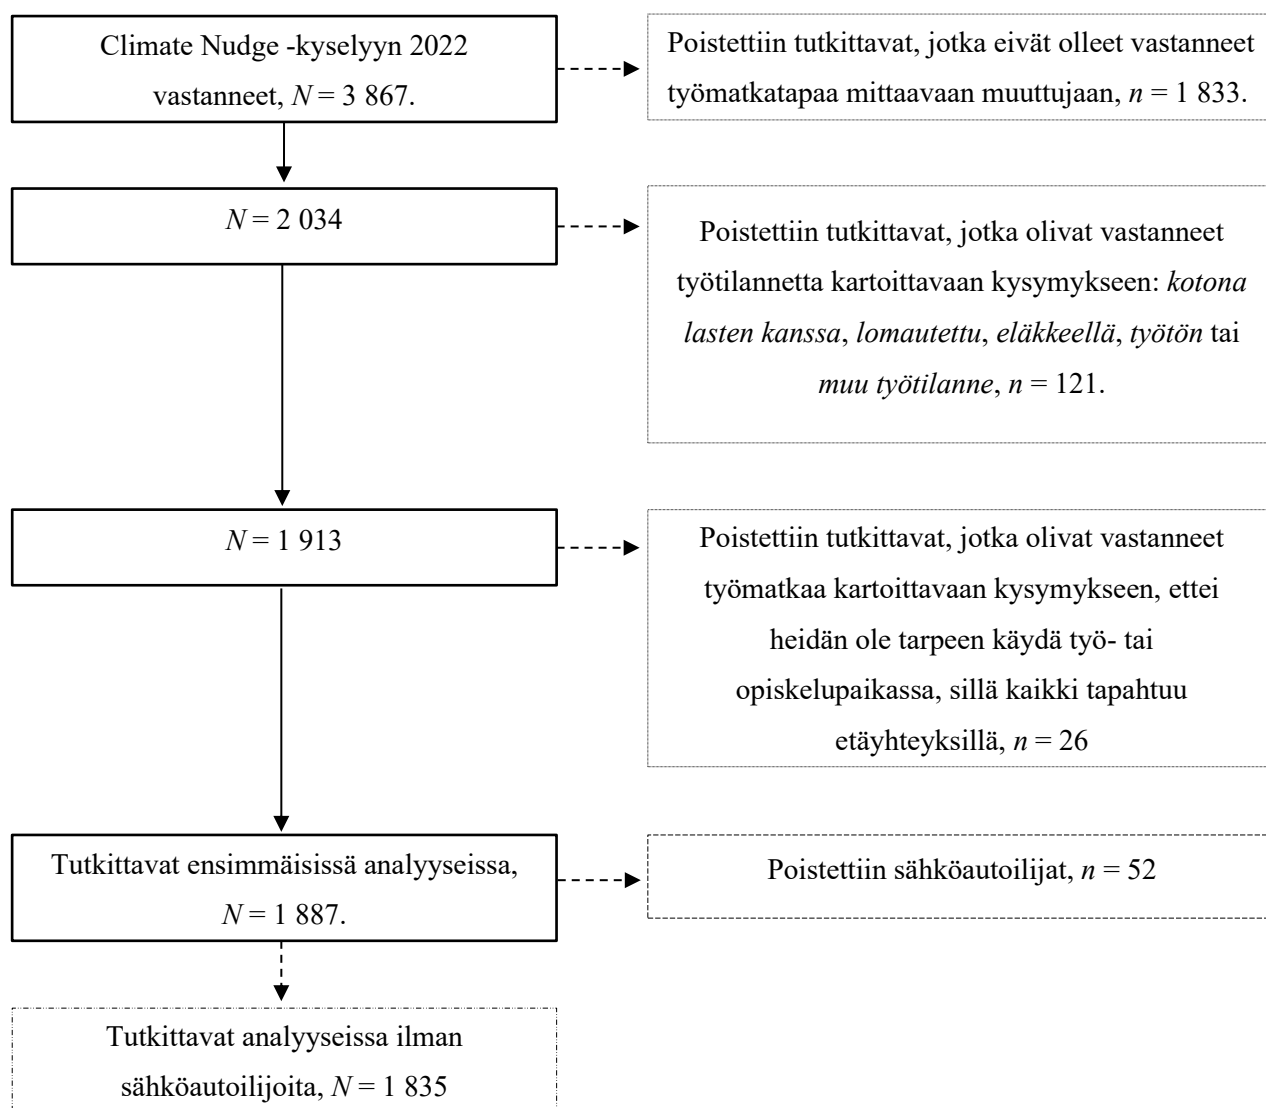 Climate Nudge -kyselyyn 2022
vastanneet, N = 3 867.
Poistettiin tutkittavat, jotka eivät olleet vastanneet
työmatkatapaa mittaavaan muuttujaan, n = 1 833.
N = 2 034
Poistettiin tutkittavat, jotka olivat vastanneet
työtilannetta kartoittavaan kysymykseen: kotona
lasten kanssa, lomautettu, eläkkeellä, työtön tai
muu työtilanne, n = 121.
N = 1 913
Poistettiin tutkittavat, jotka olivat vastanneet
työmatkaa kartoittavaan kysymykseen, ettei
heidän ole tarpeen käydä työ- tai
opiskelupaikassa, sillä kaikki tapahtuu
etäyhteyksillä, n = 26
Tutkittavat ensimmäisissä analyyseissa,
N = 1 887.
Poistettiin sähköautoilijat, n = 52
Tutkittavat analyyseissa ilman
sähköautoilijoita, N = 1 835